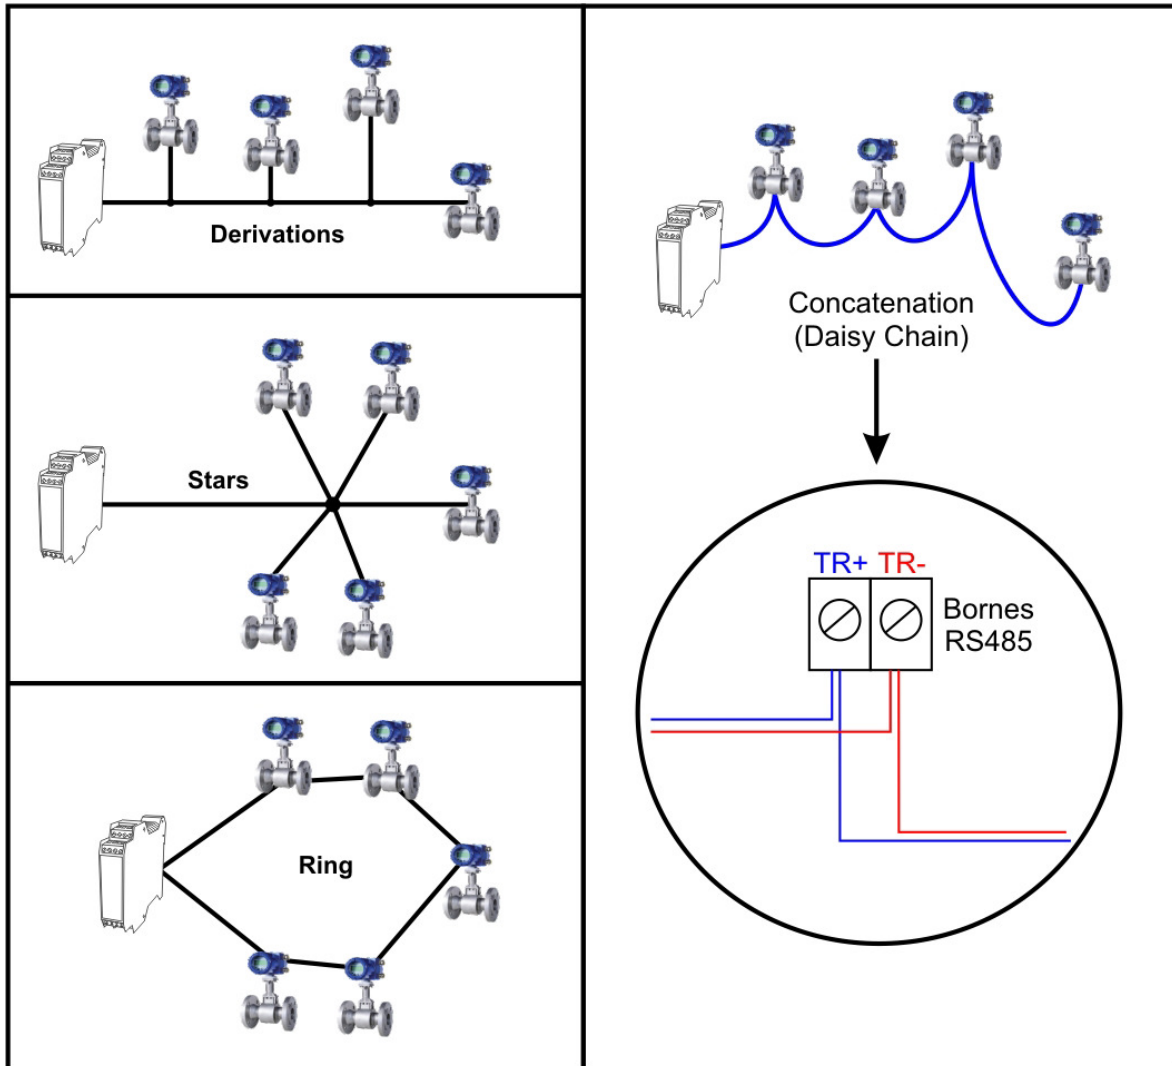 Derivations
Stars
Ring
Concatenation
(Daisy Chain)
TR+ TR-
Bornes
RS485